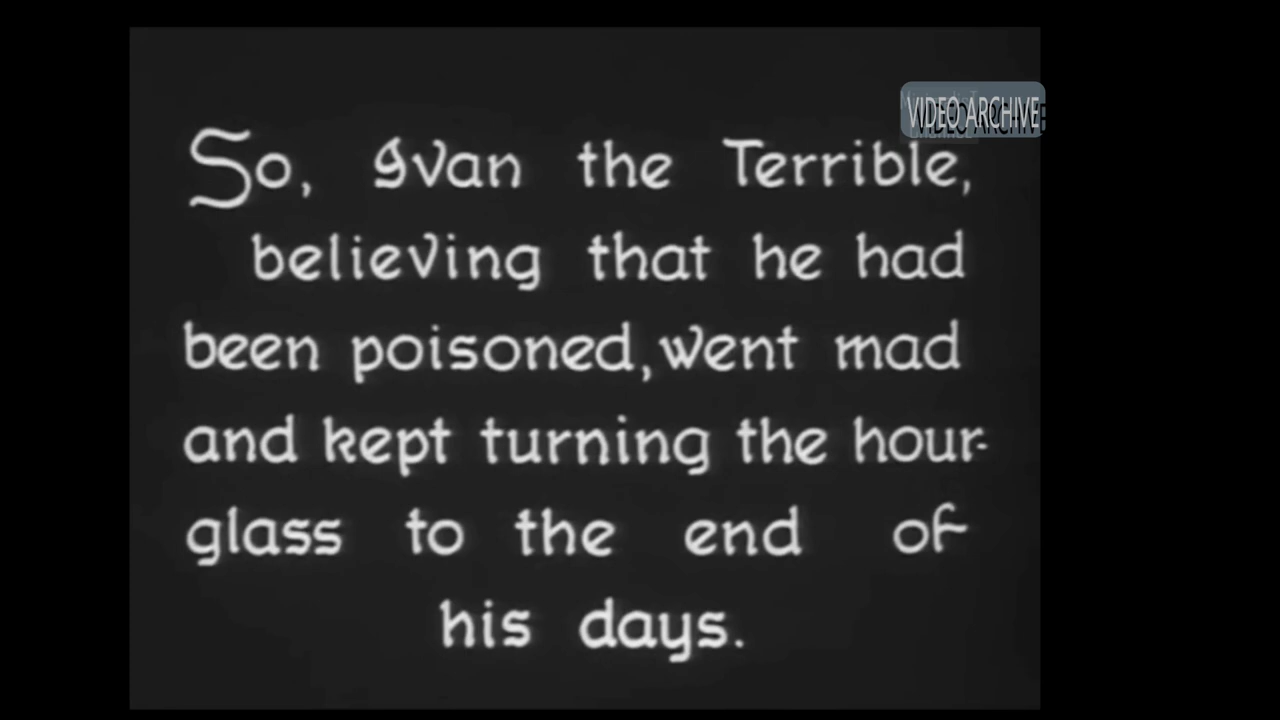 VIDEO ARCHIVE
So, Ivan the Terrible,
believing that he had
been poisoned, went mad
and kept turning the hour-
glass to the end of
his days.